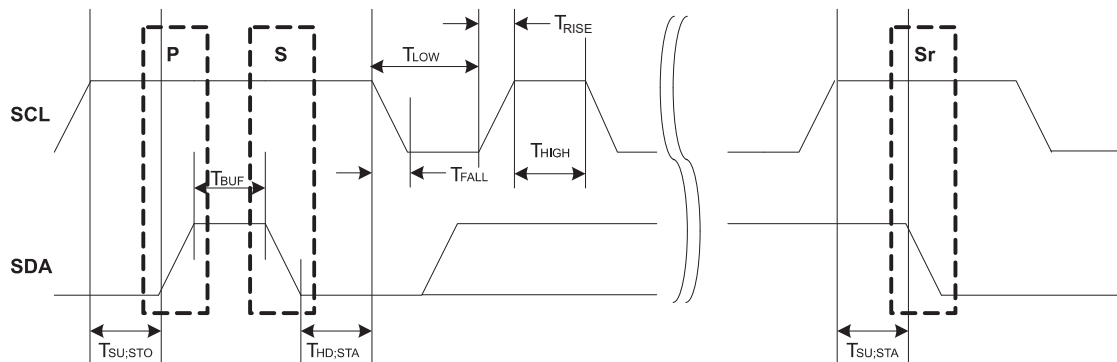 P
S
TLOW
TRISE
Sr
SCL
THIGH
TFALL
TBUF
SDA
TSU;STO
THD;STA
TSU;STA